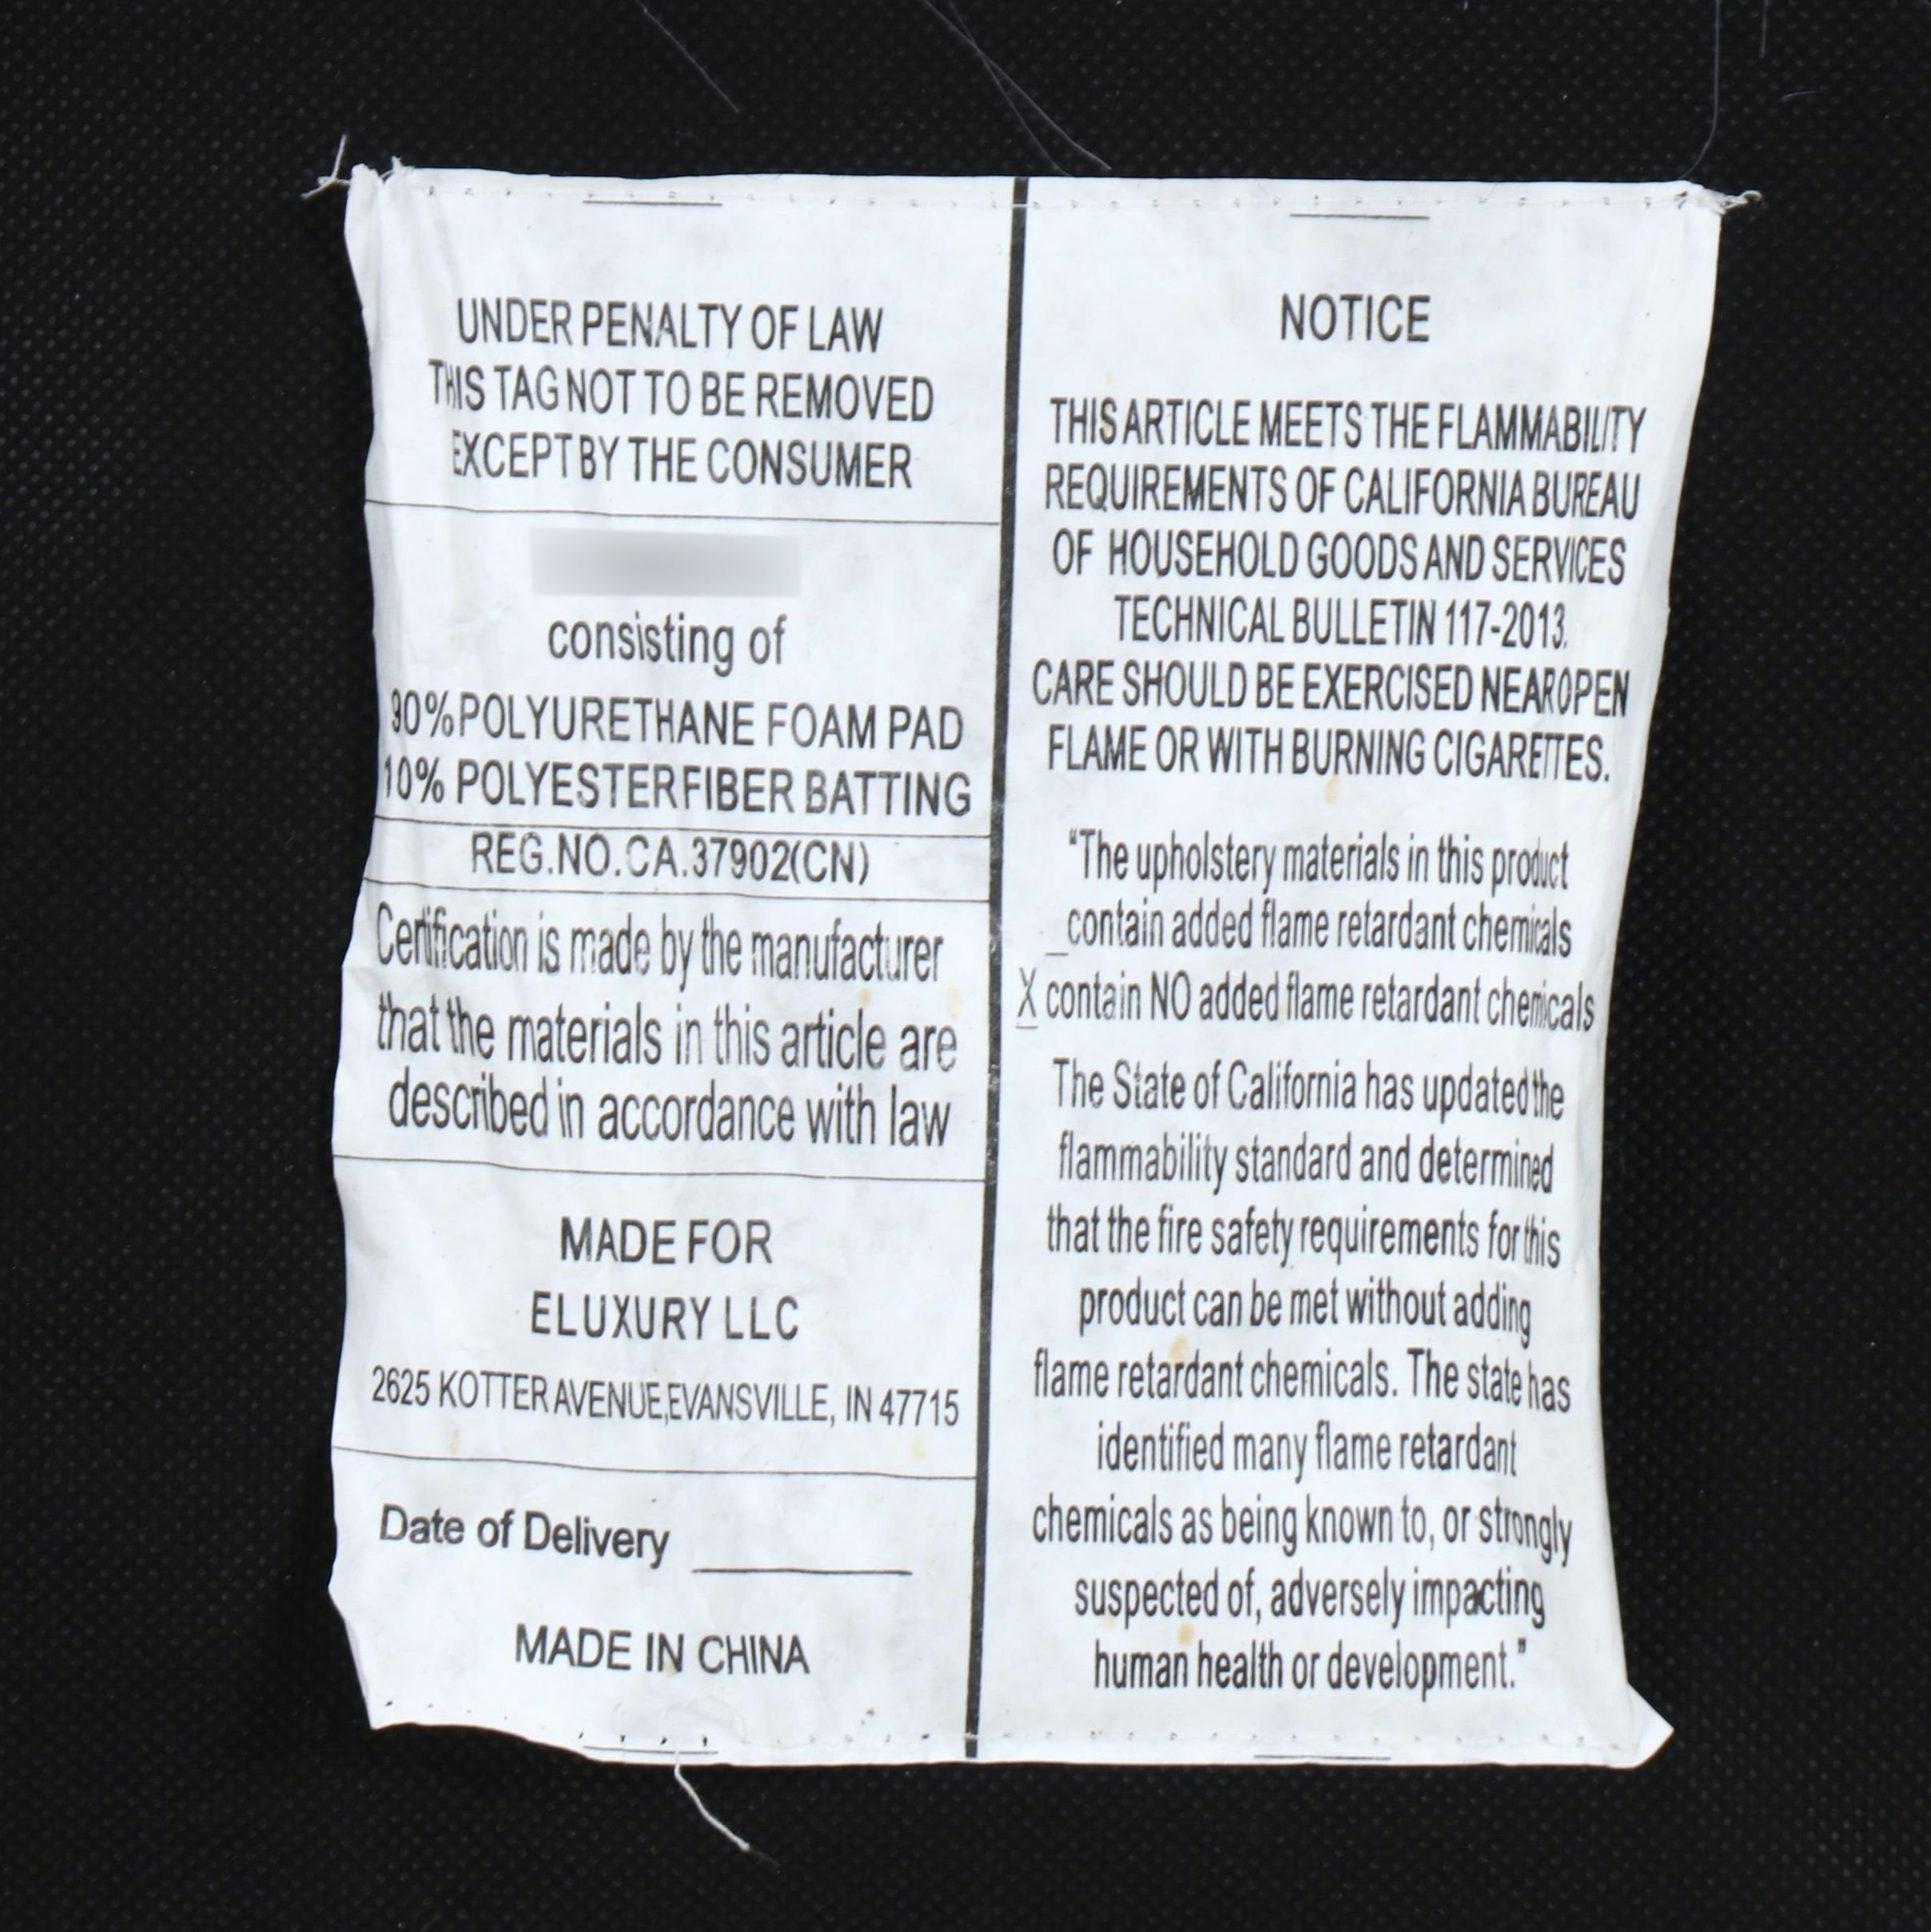 UNDER PENALTY OF LAW
THIS TAG NOT TO BE REMOVED
EXCEPT BY THE CONSUMER
consisting of
90% POLYURETHANE FOAM PAD
10% POLYESTER FIBER BATTING
REG.NO.CA.37902(CN)
Certification is made by the manufacturer
that the materials in this article are
described in accordance with law
MADE FOR
ELUXURY LLC
2625 KOTTER AVENUE,EVANSVILLE, IN 47715
Date of Delivery ________
MADE IN CHINA
NOTICE
THIS ARTICLE MEETS THE FLAMMABILITY
REQUIREMENTS OF CALIFORNIA BUREAU
OF HOUSEHOLD GOODS AND SERVICES
TECHNICAL BULLETIN 117-2013.
CARE SHOULD BE EXERCISED NEAR OPEN
FLAME OR WITH BURNING CIGARETTES.
“The upholstery materials in this product
_contain added flame retardant chemicals
X contain NO added flame retardant chemicals
The State of California has updated the
flammability standard and determined
that the fire safety requirements for this
product can be met without adding
flame retardant chemicals. The state has
identified many flame retardant
chemicals as being known to, or strongly
suspected of, adversely impacting
human health or development.”